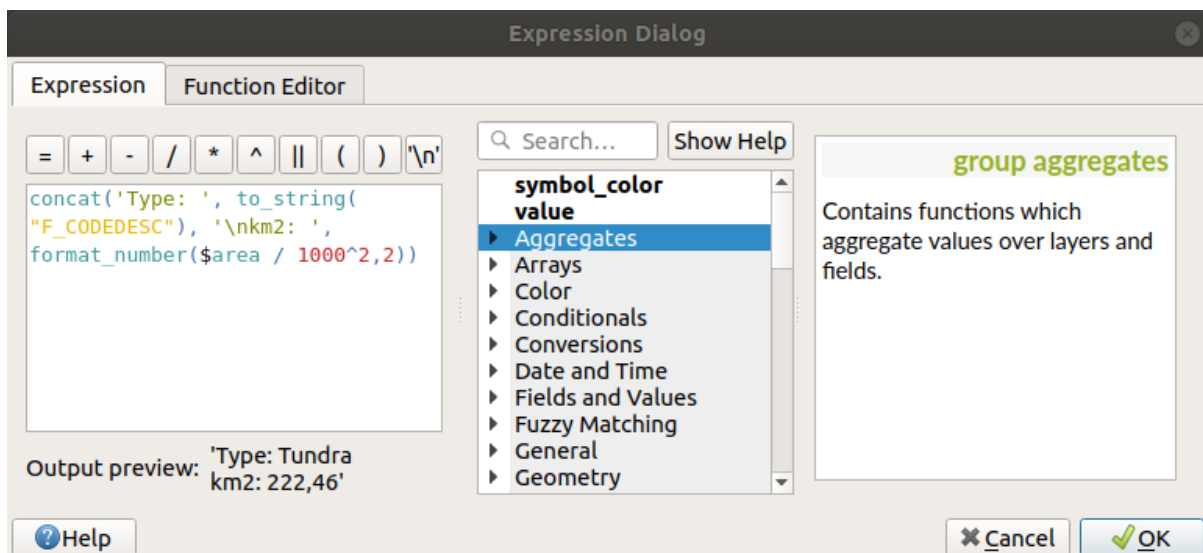 Expression Dialog
Expression Function Editor
= + - / * ^ || ( ) '\n'
concat('Type: ', to_string(
"F_CODEDESC"), '\nkm2: ',
format_number($area / 1000^2,2))
Output preview: 'Type: Tundra
km2: 222,46'
Search... Show Help
symbol_color
value
Aggregates
Arrays
Color
Conditionals
Conversions
Date and Time
Fields and Values
Fuzzy Matching
General
Geometry
group aggregates
Contains functions which
aggregate values over layers and
fields.
Help Cancel OK